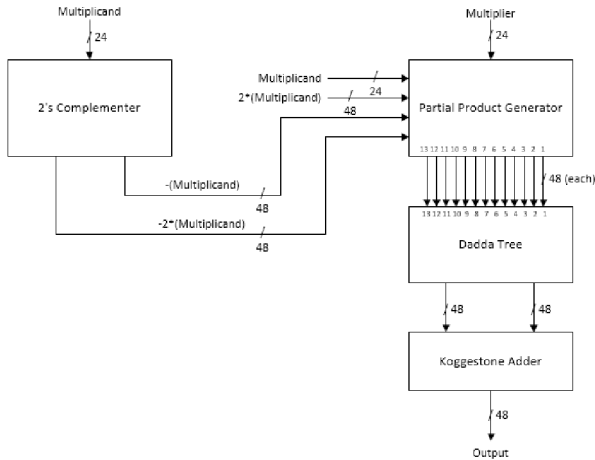 Multiplicand
Multiplier
24
24
2's Complementer
Multiplicand
24
2*(Multiplicand)
48
Partial Product Generator
13 12 11 10 9 8 7 6 5 4 3 2 1
48 (each)
-(Multiplicand)
48
-2*(Multiplicand)
48
13 12 11 10 9 8 7 6 5 4 3 2 1
Dadda Tree
48
48
Koggestone Adder
48
Output